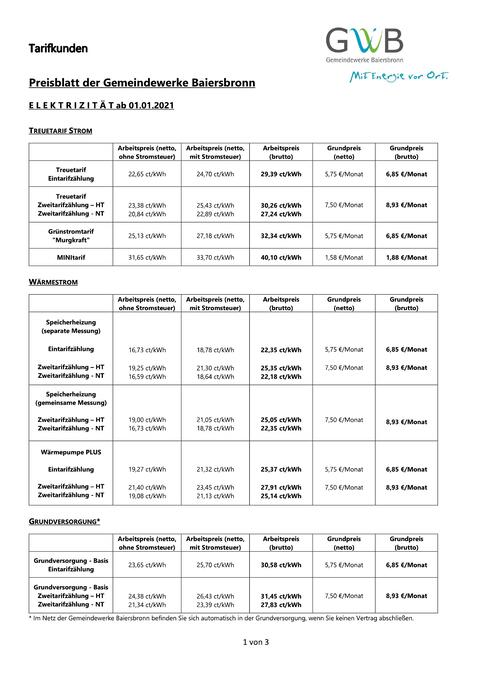 GWB
Gemeindewerke Baiersbronn
Mit Energie vor Ort.
Tarifkunden
Preisblatt der Gemeindewerke Baiersbronn
E L E K T R I Z I T Ä T ab 01.01.2021
TREUETARIF STROM
Arbeitspreis (netto, Arbeitspreis (netto, Arbeitspreis Grundpreis Grundpreis
ohne Stromsteuer) mit Stromsteuer) (brutto) (netto) (brutto)
Treuetarif
Eintarifzählung 22,65 ct/kWh 24,70 ct/kWh 29,39 ct/kWh 5,75 €/Monat 6,85 €/Monat
Treuetarif
Zweitarifzählung – HT 23,38 ct/kWh 25,43 ct/kWh 30,26 ct/kWh 7,50 €/Monat 8,93 €/Monat
Zweitarifzählung - NT 20,84 ct/kWh 22,89 ct/kWh 27,24 ct/kWh
Grünstromtarif
"Murgkraft" 25,13 ct/kWh 27,18 ct/kWh 32,34 ct/kWh 5,75 €/Monat 6,85 €/Monat
MINItarif 31,65 ct/kWh 33,70 ct/kWh 40,10 ct/kWh 1,58 €/Monat 1,88 €/Monat
WÄRMESTROM
Arbeitspreis (netto, Arbeitspreis (netto, Arbeitspreis Grundpreis Grundpreis
ohne Stromsteuer) mit Stromsteuer) (brutto) (netto) (brutto)
Speicherheizung
(separate Messung)
Eintarifzählung 16,73 ct/kWh 18,78 ct/kWh 22,35 ct/kWh 5,75 €/Monat 6,85 €/Monat
Zweitarifzählung – HT 19,25 ct/kWh 21,30 ct/kWh 25,35 ct/kWh 7,50 €/Monat 8,93 €/Monat
Zweitarifzählung - NT 16,59 ct/kWh 18,64 ct/kWh 22,18 ct/kWh
Speicherheizung
(gemeinsame Messung)
Zweitarifzählung – HT 19,00 ct/kWh 21,05 ct/kWh 25,05 ct/kWh 7,50 €/Monat 8,93 €/Monat
Zweitarifzählung - NT 16,73 ct/kWh 18,78 ct/kWh 22,35 ct/kWh
Wärmepumpe PLUS
Eintarifzählung 19,27 ct/kWh 21,32 ct/kWh 25,37 ct/kWh 5,75 €/Monat 6,85 €/Monat
Zweitarifzählung – HT 21,40 ct/kWh 23,45 ct/kWh 27,91 ct/kWh 7,50 €/Monat 8,93 €/Monat
Zweitarifzählung - NT 19,08 ct/kWh 21,13 ct/kWh 25,14 ct/kWh
GRUNDVERSORGUNG*
Arbeitspreis (netto, Arbeitspreis (netto, Arbeitspreis Grundpreis Grundpreis
ohne Stromsteuer) mit Stromsteuer) (brutto) (netto) (brutto)
Grundversorgung - Basis
Eintarifzählung 23,65 ct/kWh 25,70 ct/kWh 30,58 ct/kWh 5,75 €/Monat 6,85 €/Monat
Grundversorgung - Basis
Zweitarifzählung – HT 24,38 ct/kWh 26,43 ct/kWh 31,45 ct/kWh 7,50 €/Monat 8,93 €/Monat
Zweitarifzählung - NT 21,34 ct/kWh 23,39 ct/kWh 27,83 ct/kWh
* Im Netz der Gemeindewerke Baiersbronn befinden Sie sich automatisch in der Grundversorgung, wenn Sie keinen Vertrag abschließen.
1 von 3